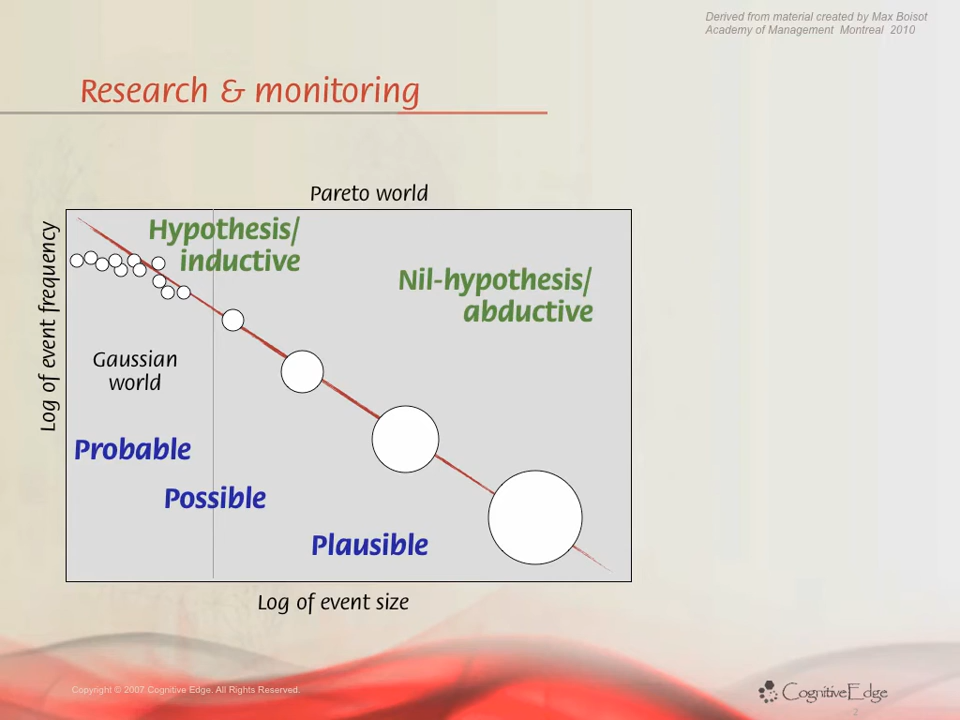 Derived from material created by Max Boisot
Academy of Management Montreal 2010
Research & monitoring
Pareto world
Log of event frequency
Hypothesis/
inductive
Nil-hypothesis/
abductive
Gaussian
world
Probable
Possible
Plausible
Log of event size
Copyright © 2007 Cognitive Edge. All Rights Reserved.
CognitiveEdge
2